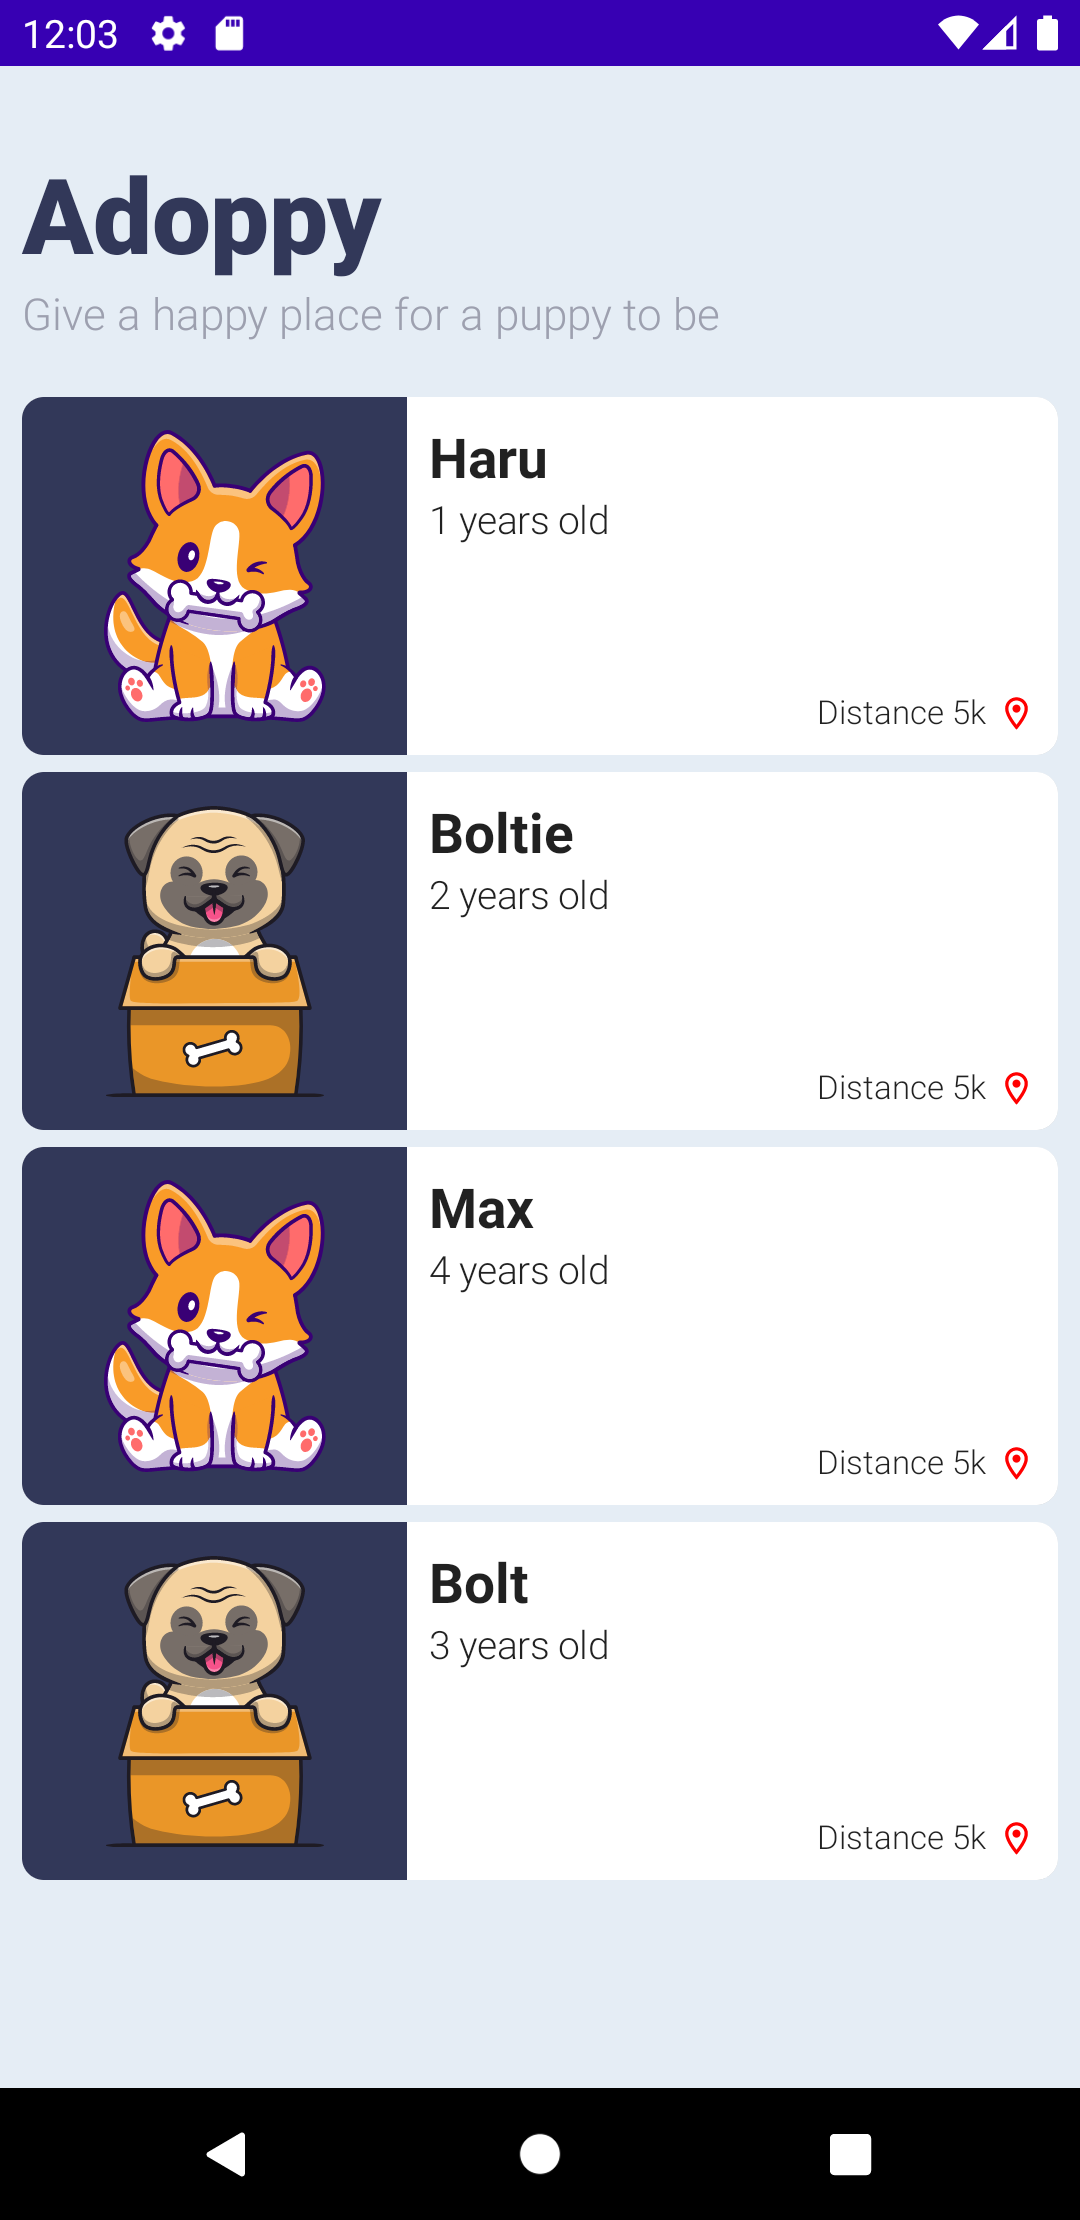 12:03
Adoppy
Give a happy place for a puppy to be
Haru
1 years old
Distance 5k
Boltie
2 years old
Distance 5k
Max
4 years old
Distance 5k
Bolt
3 years old
Distance 5k